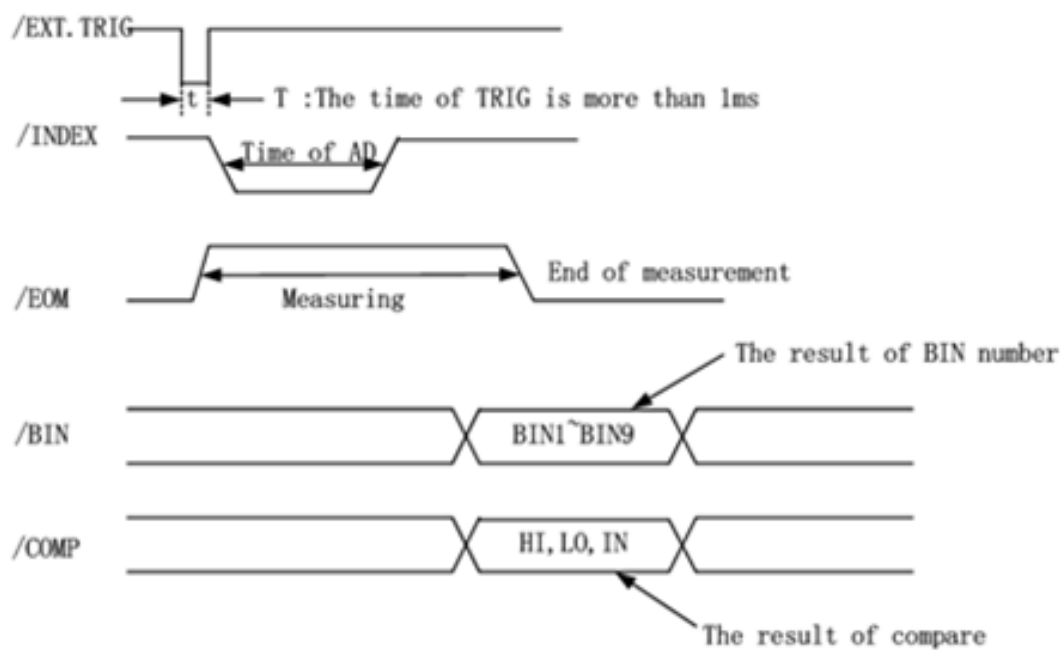 /EXT.TRIG
t
T :The time of TRIG is more than 1ms
/INDEX
Time of AD
/EOM
Measuring
End of measurement
The result of BIN number
/BIN
BIN1~BIN9
/COMP
HI,LO,IN
The result of compare